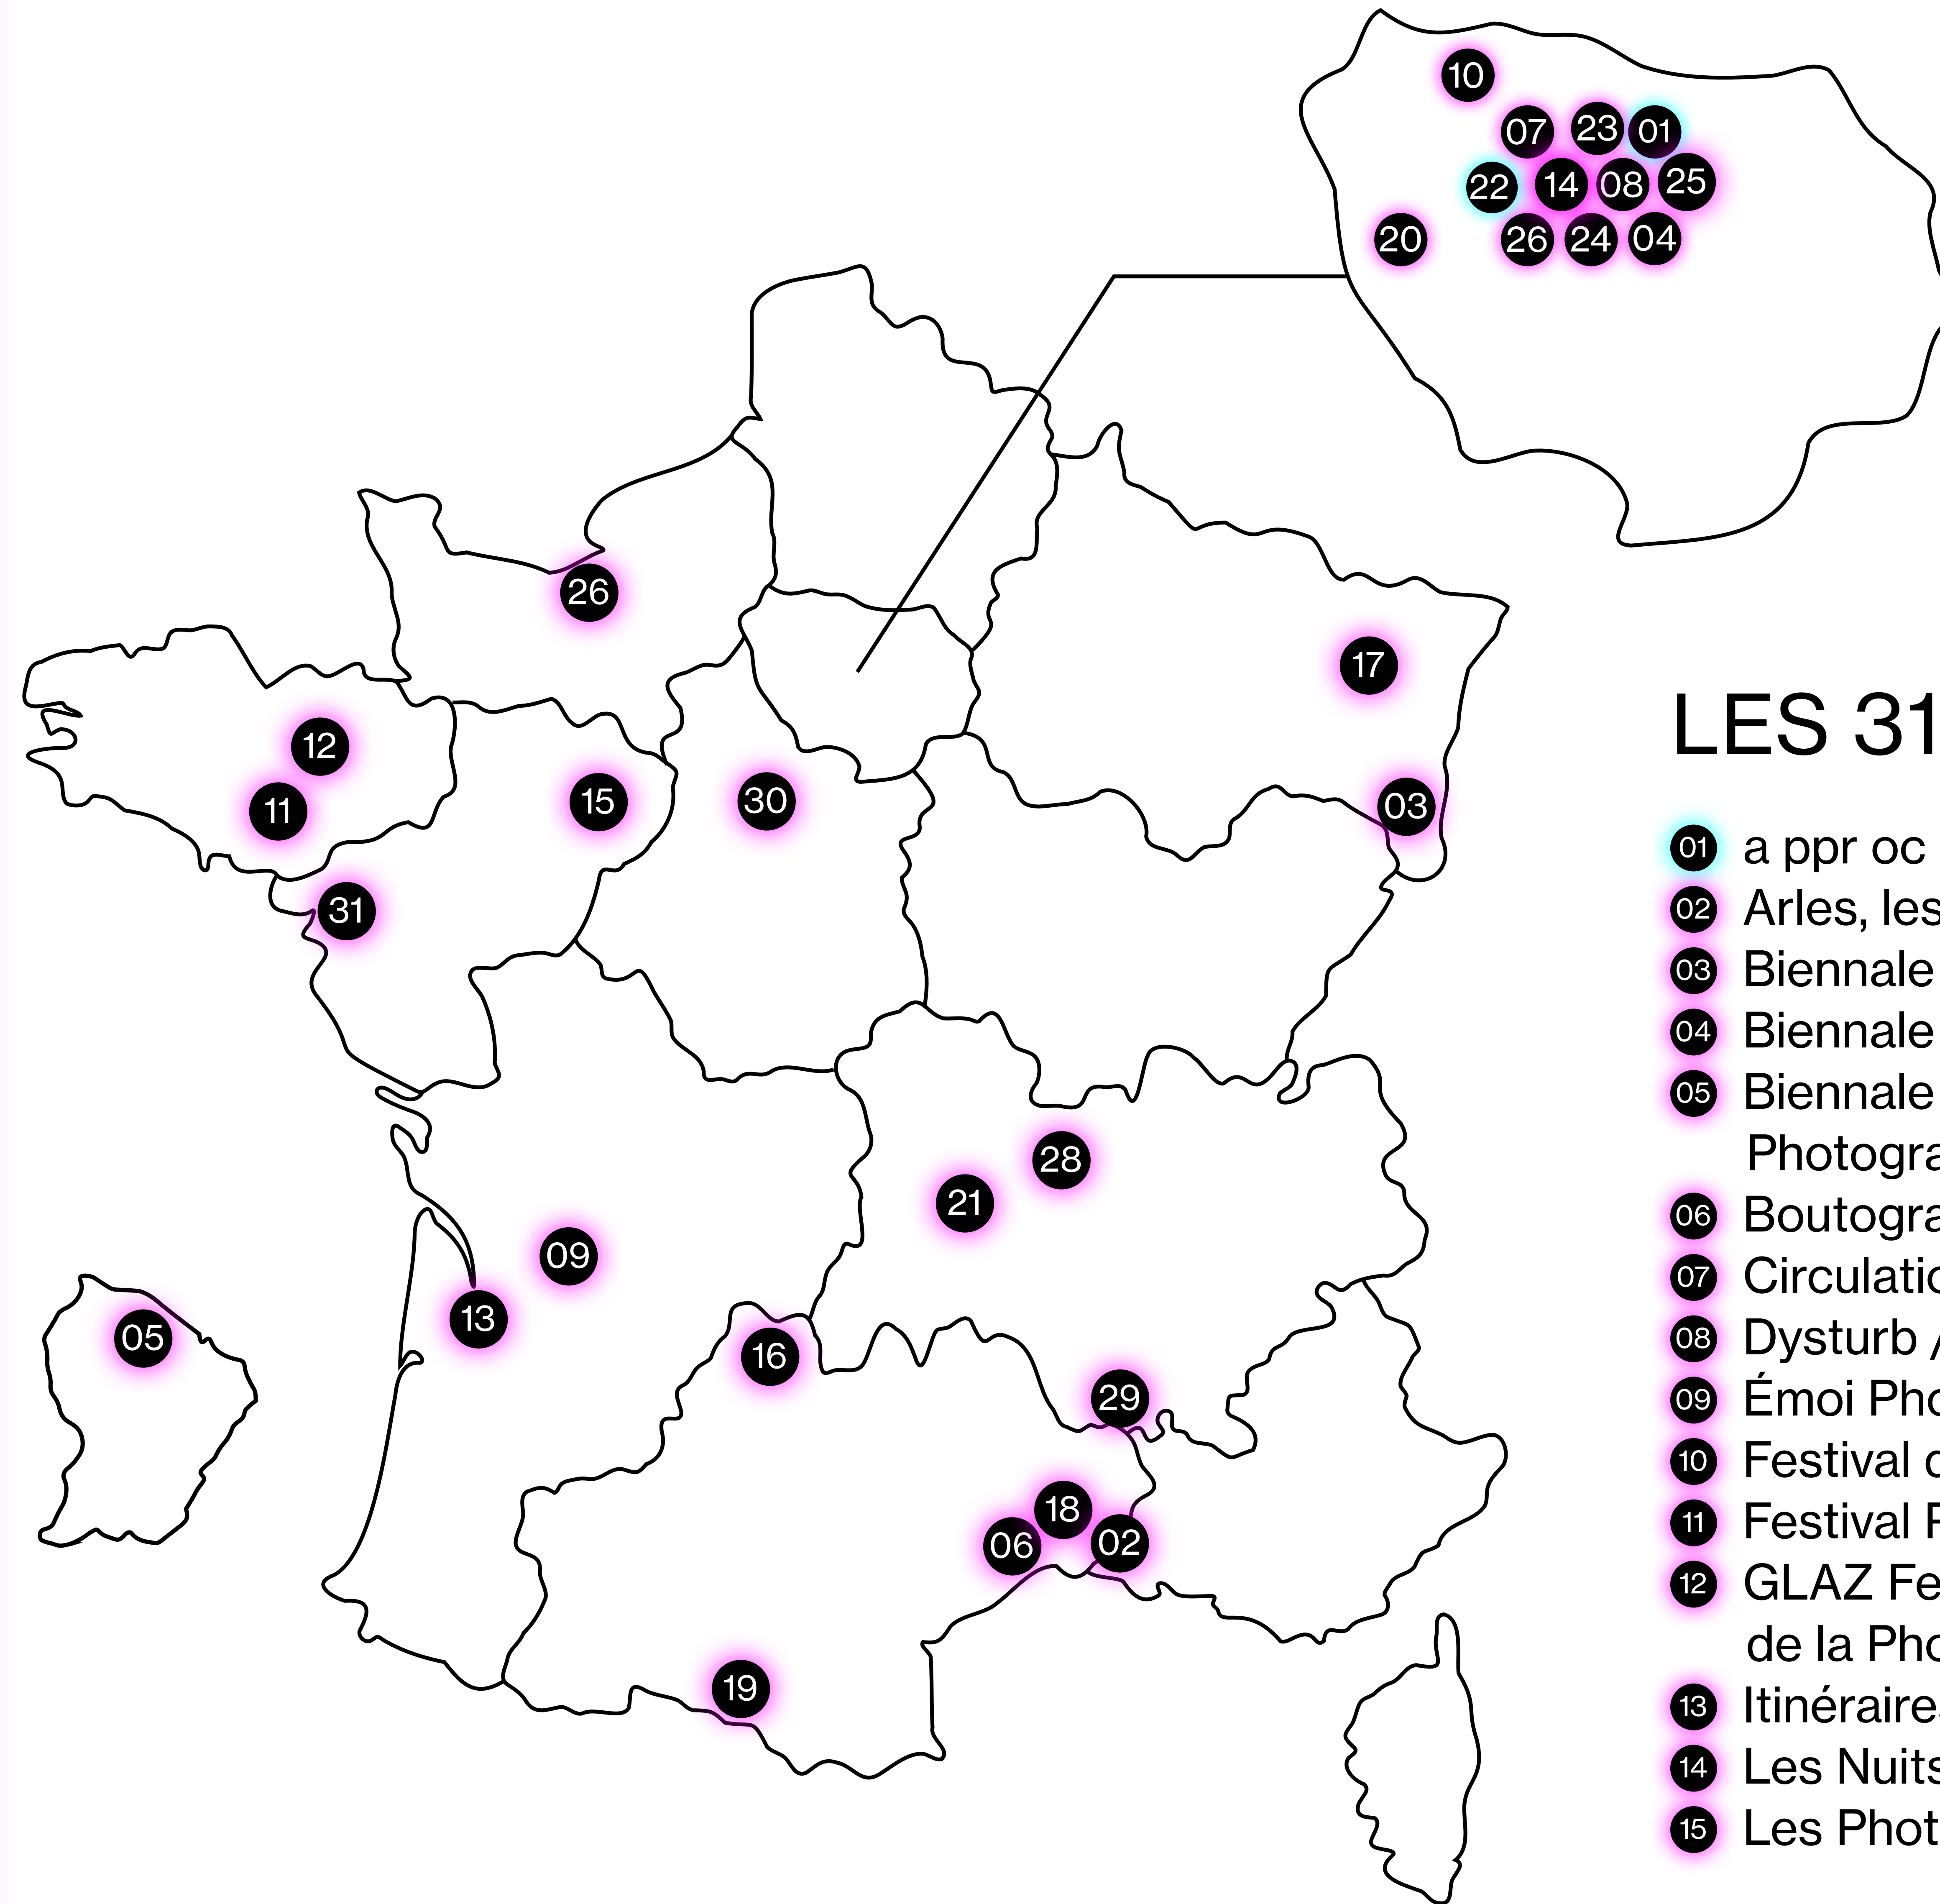 10
07 23 01
22 14 08 25
20 26 24 04
26
17
12
11
15
30
03
31
28
21
09
13
05
16
29
18
06
02
19
LES 31
01 a ppr oc
02 Arles, les
03 Biennale
04 Biennale
05 Biennale
Photogra
06 Boutogra
07 Circulatio
08 Dysturb /
09 Émoi Pho
10 Festival d
11 Festival P
12 GLAZ Fe
de la Pho
13 Itinéraires
14 Les Nuits
15 Les Phot